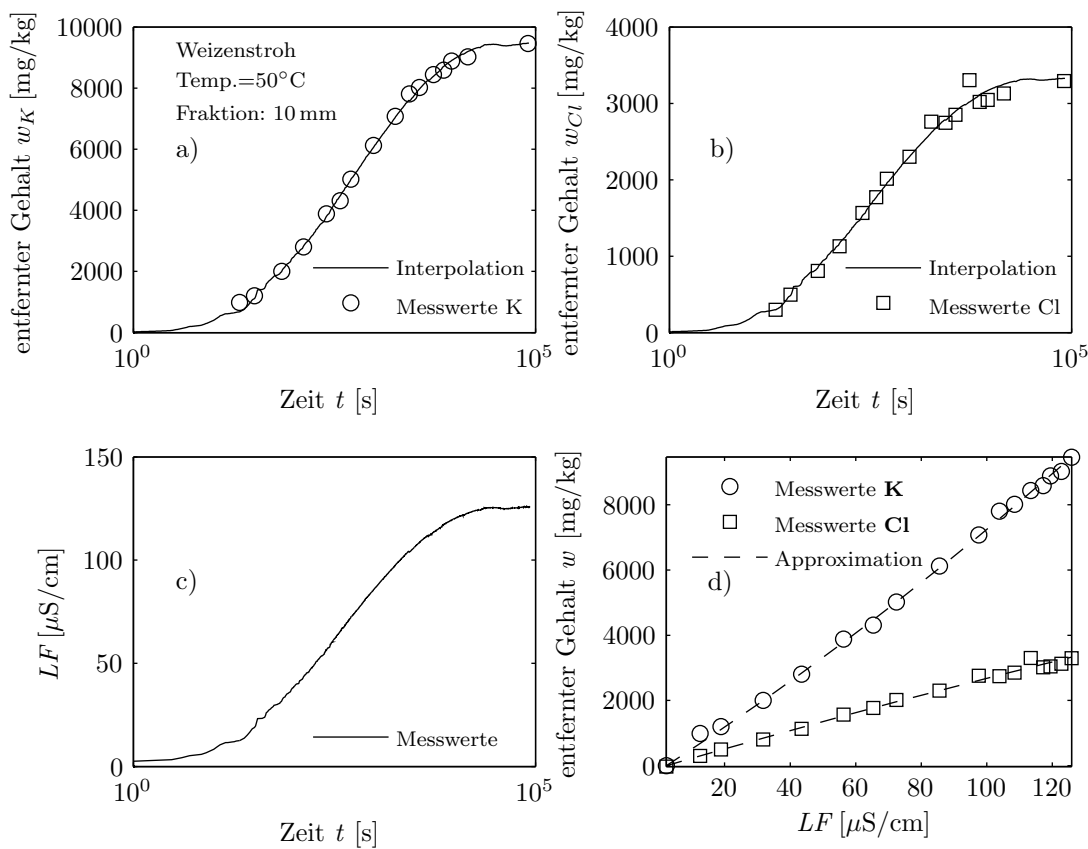 entfernter Gehalt w_K [mg/kg]
10000
8000
6000
4000
2000
0
Weizenstroh
Temp.=50°C
Fraktion: 10 mm
a)
Interpolation
Messwerte K
10^0
10^5
Zeit t [s]
entfernter Gehalt w_{Cl} [mg/kg]
4000
3000
2000
1000
0
b)
Interpolation
Messwerte Cl
10^0
10^5
Zeit t [s]
LF [µS/cm]
150
100
50
0
c)
Messwerte
10^0
10^5
Zeit t [s]
entfernter Gehalt w [mg/kg]
8000
6000
4000
2000
0
Messwerte K
Messwerte Cl
Approximation
d)
20 40 60 80 100 120
LF [µS/cm]